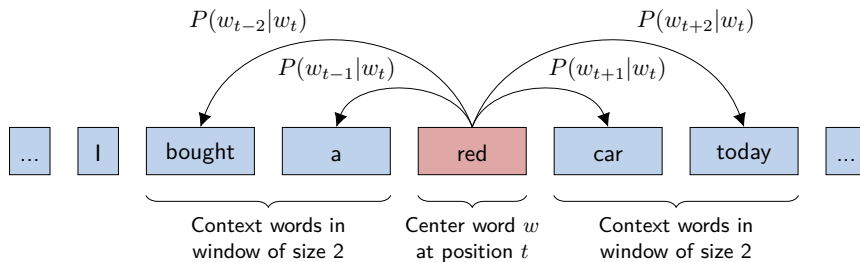 P(w_{t-2}|w_t) P(w_{t+2}|w_t)
P(w_{t-1}|w_t) P(w_{t+1}|w_t)
... I bought a red car today ...
Context words in Center word w Context words in
window of size 2 at position t window of size 2